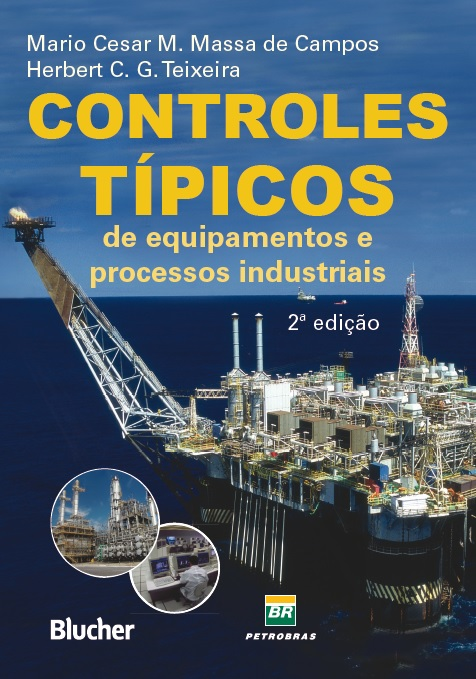 Mario Cesar M. Massa de Campos
Herbert C. G. Teixeira
CONTROLES
TÍPICOS
de equipamentos e
processos industriais
2ª edição
Blucher
BR
PETROBRAS